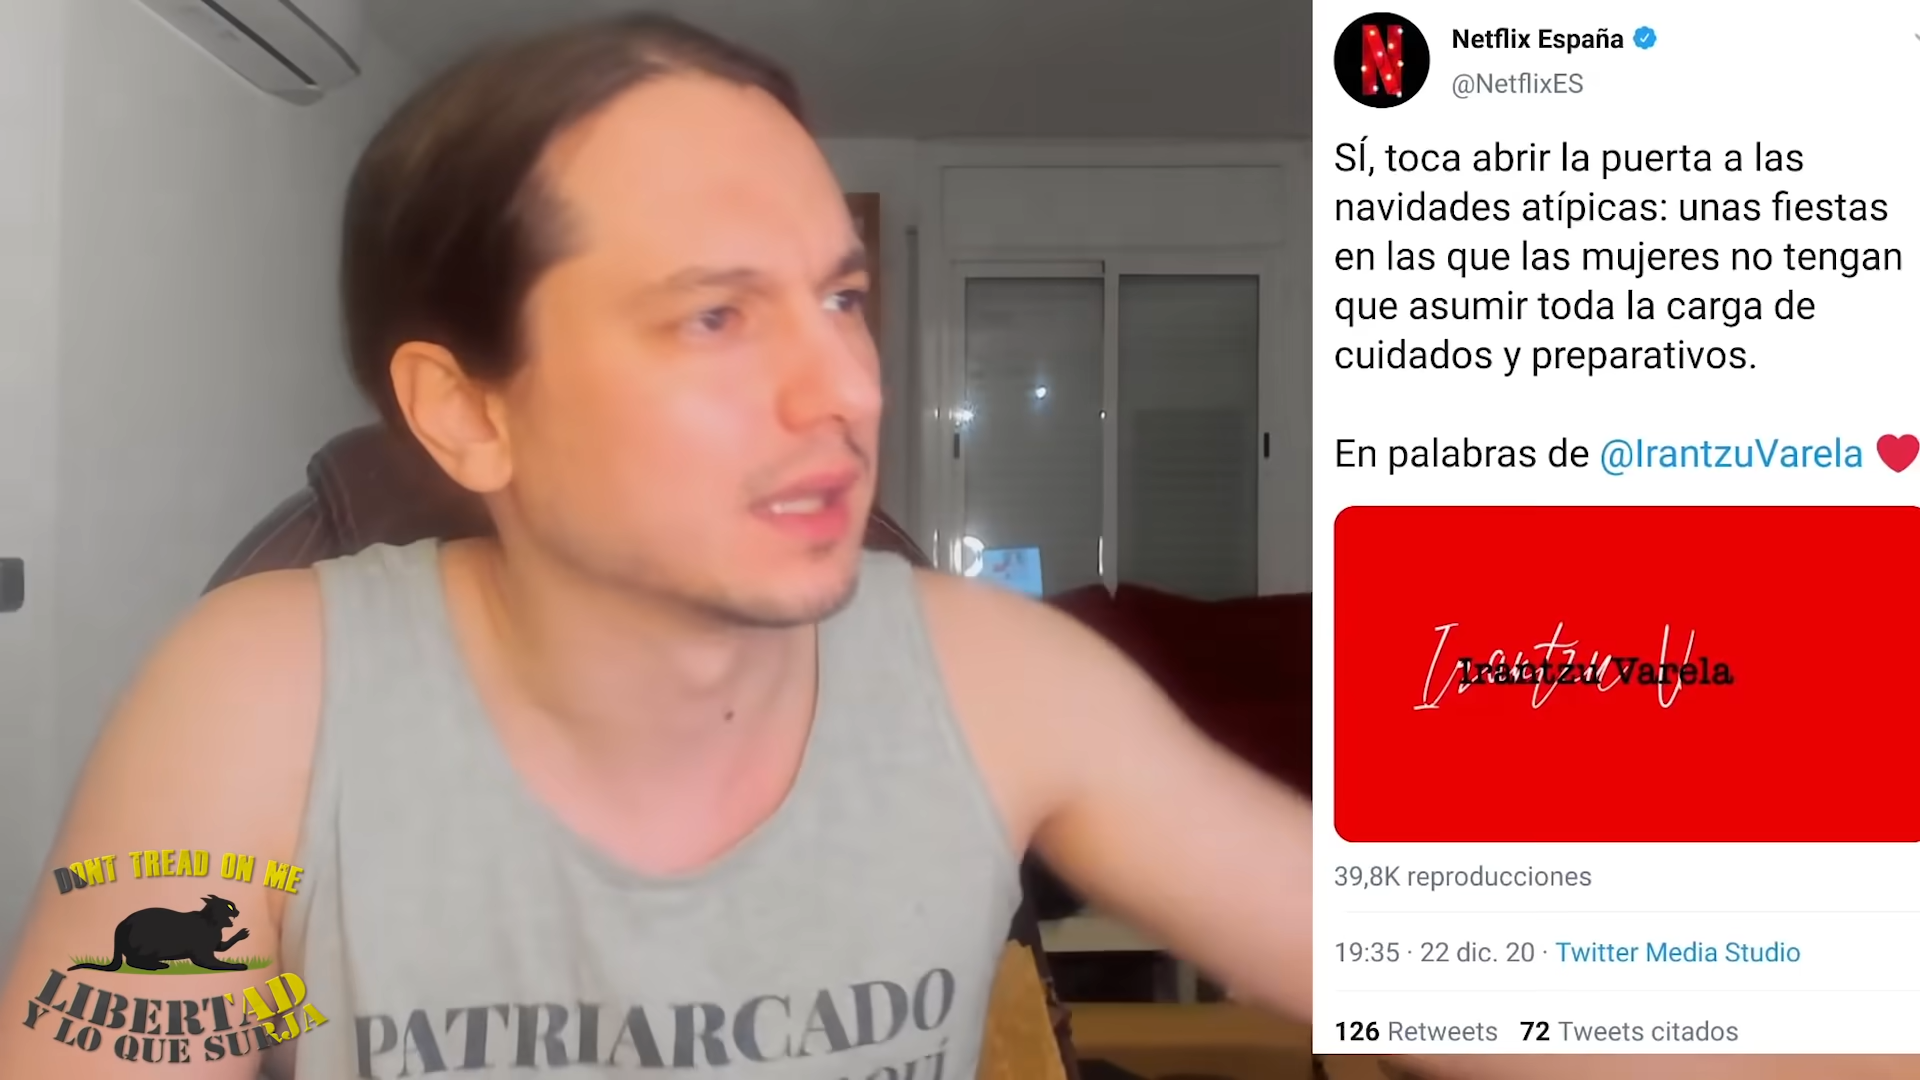 Netflix España
@NetflixES
SÍ, toca abrir la puerta a las
navidades atípicas: unas fiestas
en las que las mujeres no tengan
que asumir toda la carga de
cuidados y preparativos.
En palabras de @IrantzuVarela ❤️
Irantzu V
Irantzu Varela
39,8K reproducciones
19:35 · 22 dic. 20 · Twitter Media Studio
126 Retweets 72 Tweets citados
DONT TREAD ON ME
LIBERTAD
Y LO QUE SURJA
PATRIARCADO